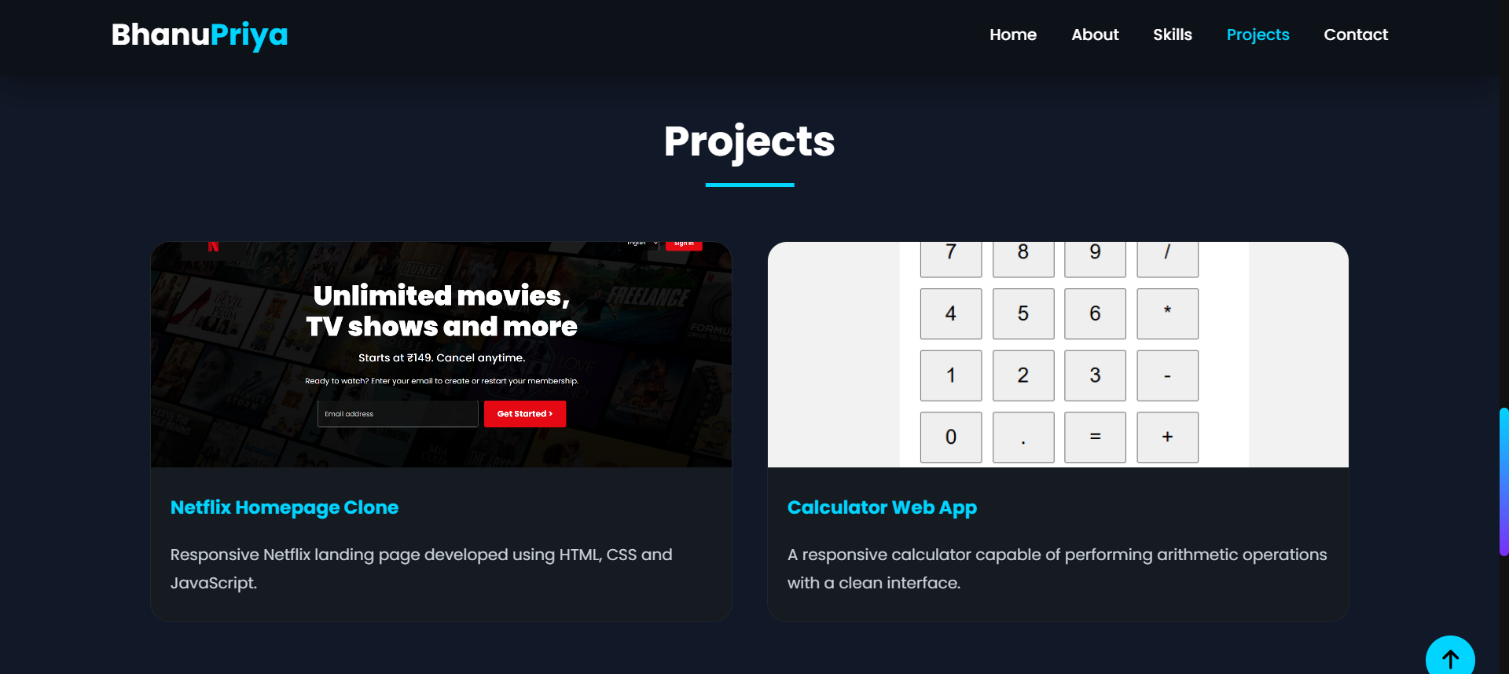 BhanuPriya
Home About Skills Projects Contact
Projects
N
English Sign In
Unlimited movies,
TV shows and more
Starts at ₹149. Cancel anytime.
Ready to watch? Enter your email to create or restart your membership.
Email address Get Started >
7 8 9 /
4 5 6 *
1 2 3 -
0 . = +
Netflix Homepage Clone
Responsive Netflix landing page developed using HTML, CSS and
JavaScript.
Calculator Web App
A responsive calculator capable of performing arithmetic operations
with a clean interface.